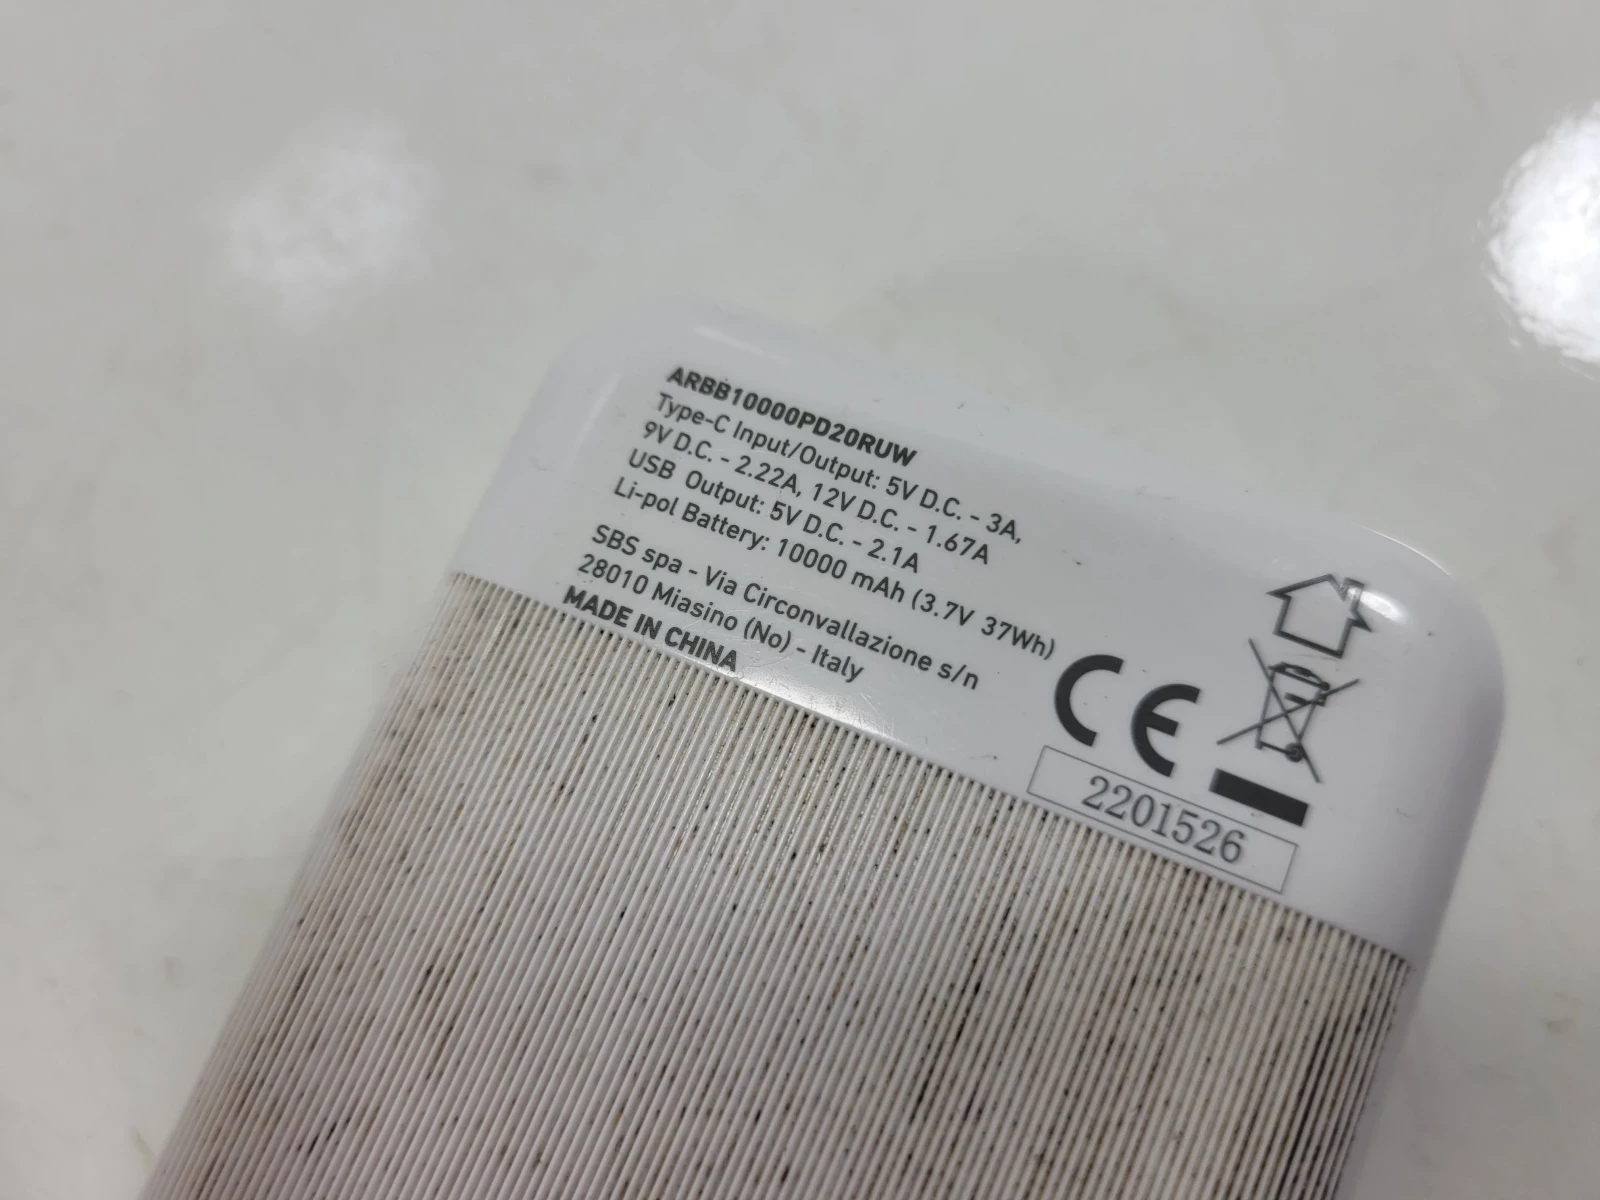 ARBB10000PD20RUW
Type-C Input/Output: 5V D.C. - 3A,
9V D.C. - 2.22A, 12V D.C. - 1.67A
USB Output: 5V D.C. - 2.1A
Li-pol Battery: 10000 mAh (3.7V 37Wh)
SBS spa - Via Circonvallazione s/n
28010 Miasino (No) - Italy
MADE IN CHINA
CE
2201526